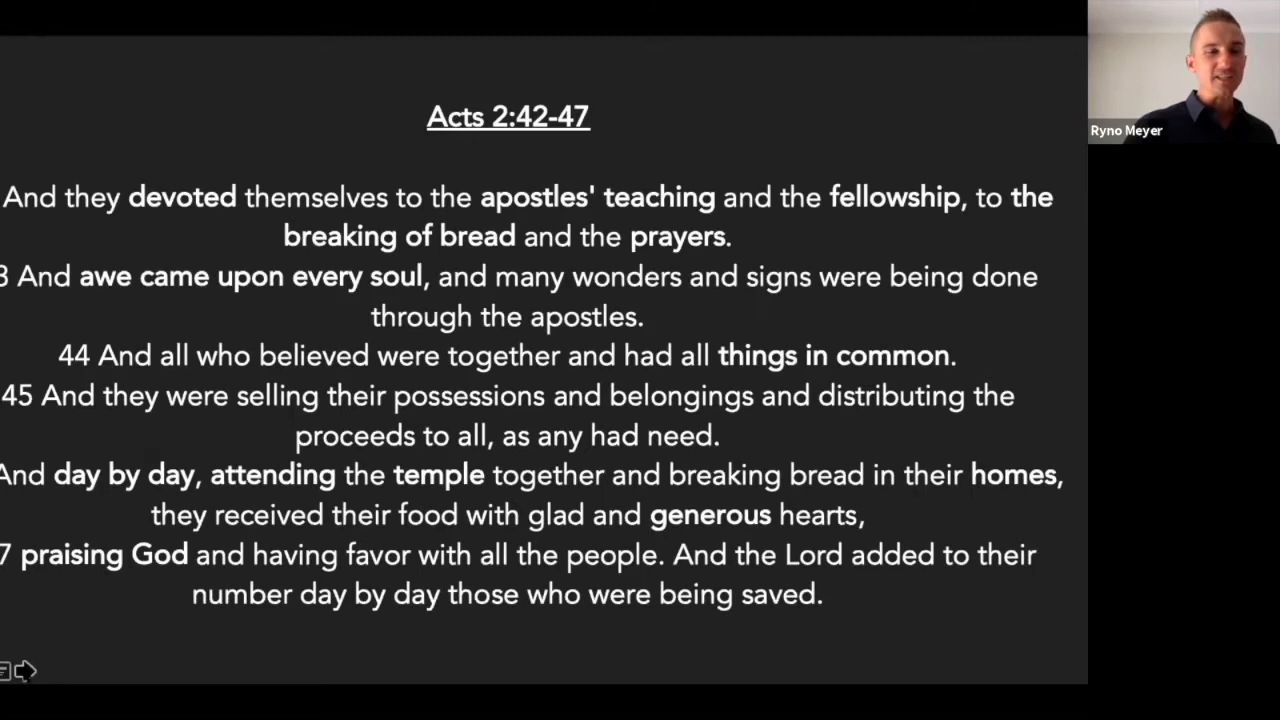 Acts 2:42-47
And they devoted themselves to the apostles' teaching and the fellowship, to the
breaking of bread and the prayers.
3 And awe came upon every soul, and many wonders and signs were being done
through the apostles.
44 And all who believed were together and had all things in common.
45 And they were selling their possessions and belongings and distributing the
proceeds to all, as any had need.
And day by day, attending the temple together and breaking bread in their homes,
they received their food with glad and generous hearts,
7 praising God and having favor with all the people. And the Lord added to their
number day by day those who were being saved.
Ryno Meyer